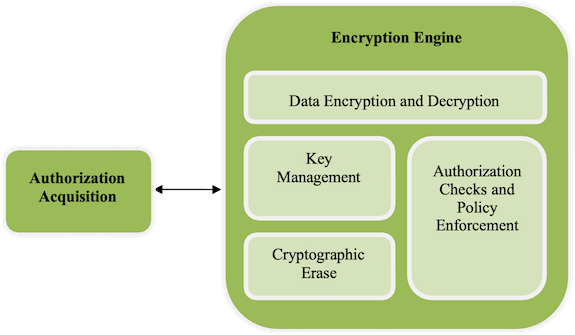 Encryption Engine
Data Encryption and Decryption
Authorization
Acquisition
Key
Management
Authorization
Checks and
Policy
Enforcement
Cryptographic
Erase